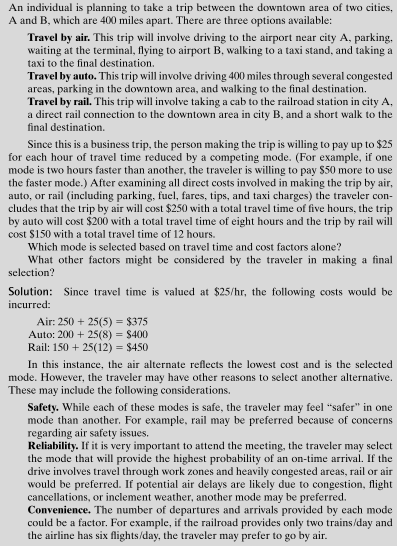 An individual is planning to take a trip between the downtown area of two cities,
A and B, which are 400 miles apart. There are three options available:
Travel by air. This trip will involve driving to the airport near city A, parking,
waiting at the terminal, flying to airport B, walking to a taxi stand, and taking a
taxi to the final destination.
Travel by auto. This trip will involve driving 400 miles through several congested
areas, parking in the downtown area, and walking to the final destination.
Travel by rail. This trip will involve taking a cab to the railroad station in city A,
a direct rail connection to the downtown area in city B, and a short walk to the
final destination.
Since this is a business trip, the person making the trip is willing to pay up to $25
for each hour of travel time reduced by a competing mode. (For example, if one
mode is two hours faster than another, the traveler is willing to pay $50 more to use
the faster mode.) After examining all direct costs involved in making the trip by air,
auto, or rail (including parking, fuel, fares, tips, and taxi charges) the traveler con-
cludes that the trip by air will cost $250 with a total travel time of five hours, the trip
by auto will cost $200 with a total travel time of eight hours and the trip by rail will
cost $150 with a total travel time of 12 hours.
Which mode is selected based on travel time and cost factors alone?
What other factors might be considered by the traveler in making a final
selection?
Solution: Since travel time is valued at $25/hr, the following costs would be
incurred:
Air: 250 + 25(5) = $375
Auto: 200 + 25(8) = $400
Rail: 150 + 25(12) = $450
In this instance, the air alternate reflects the lowest cost and is the selected
mode. However, the traveler may have other reasons to select another alternative.
These may include the following considerations.
Safety. While each of these modes is safe, the traveler may feel “safer” in one
mode than another. For example, rail may be preferred because of concerns
regarding air safety issues.
Reliability. If it is very important to attend the meeting, the traveler may select
the mode that will provide the highest probability of an on-time arrival. If the
drive involves travel through work zones and heavily congested areas, rail or air
would be preferred. If potential air delays are likely due to congestion, flight
cancellations, or inclement weather, another mode may be preferred.
Convenience. The number of departures and arrivals provided by each mode
could be a factor. For example, if the railroad provides only two trains/day and
the airline has six flights/day, the traveler may prefer to go by air.